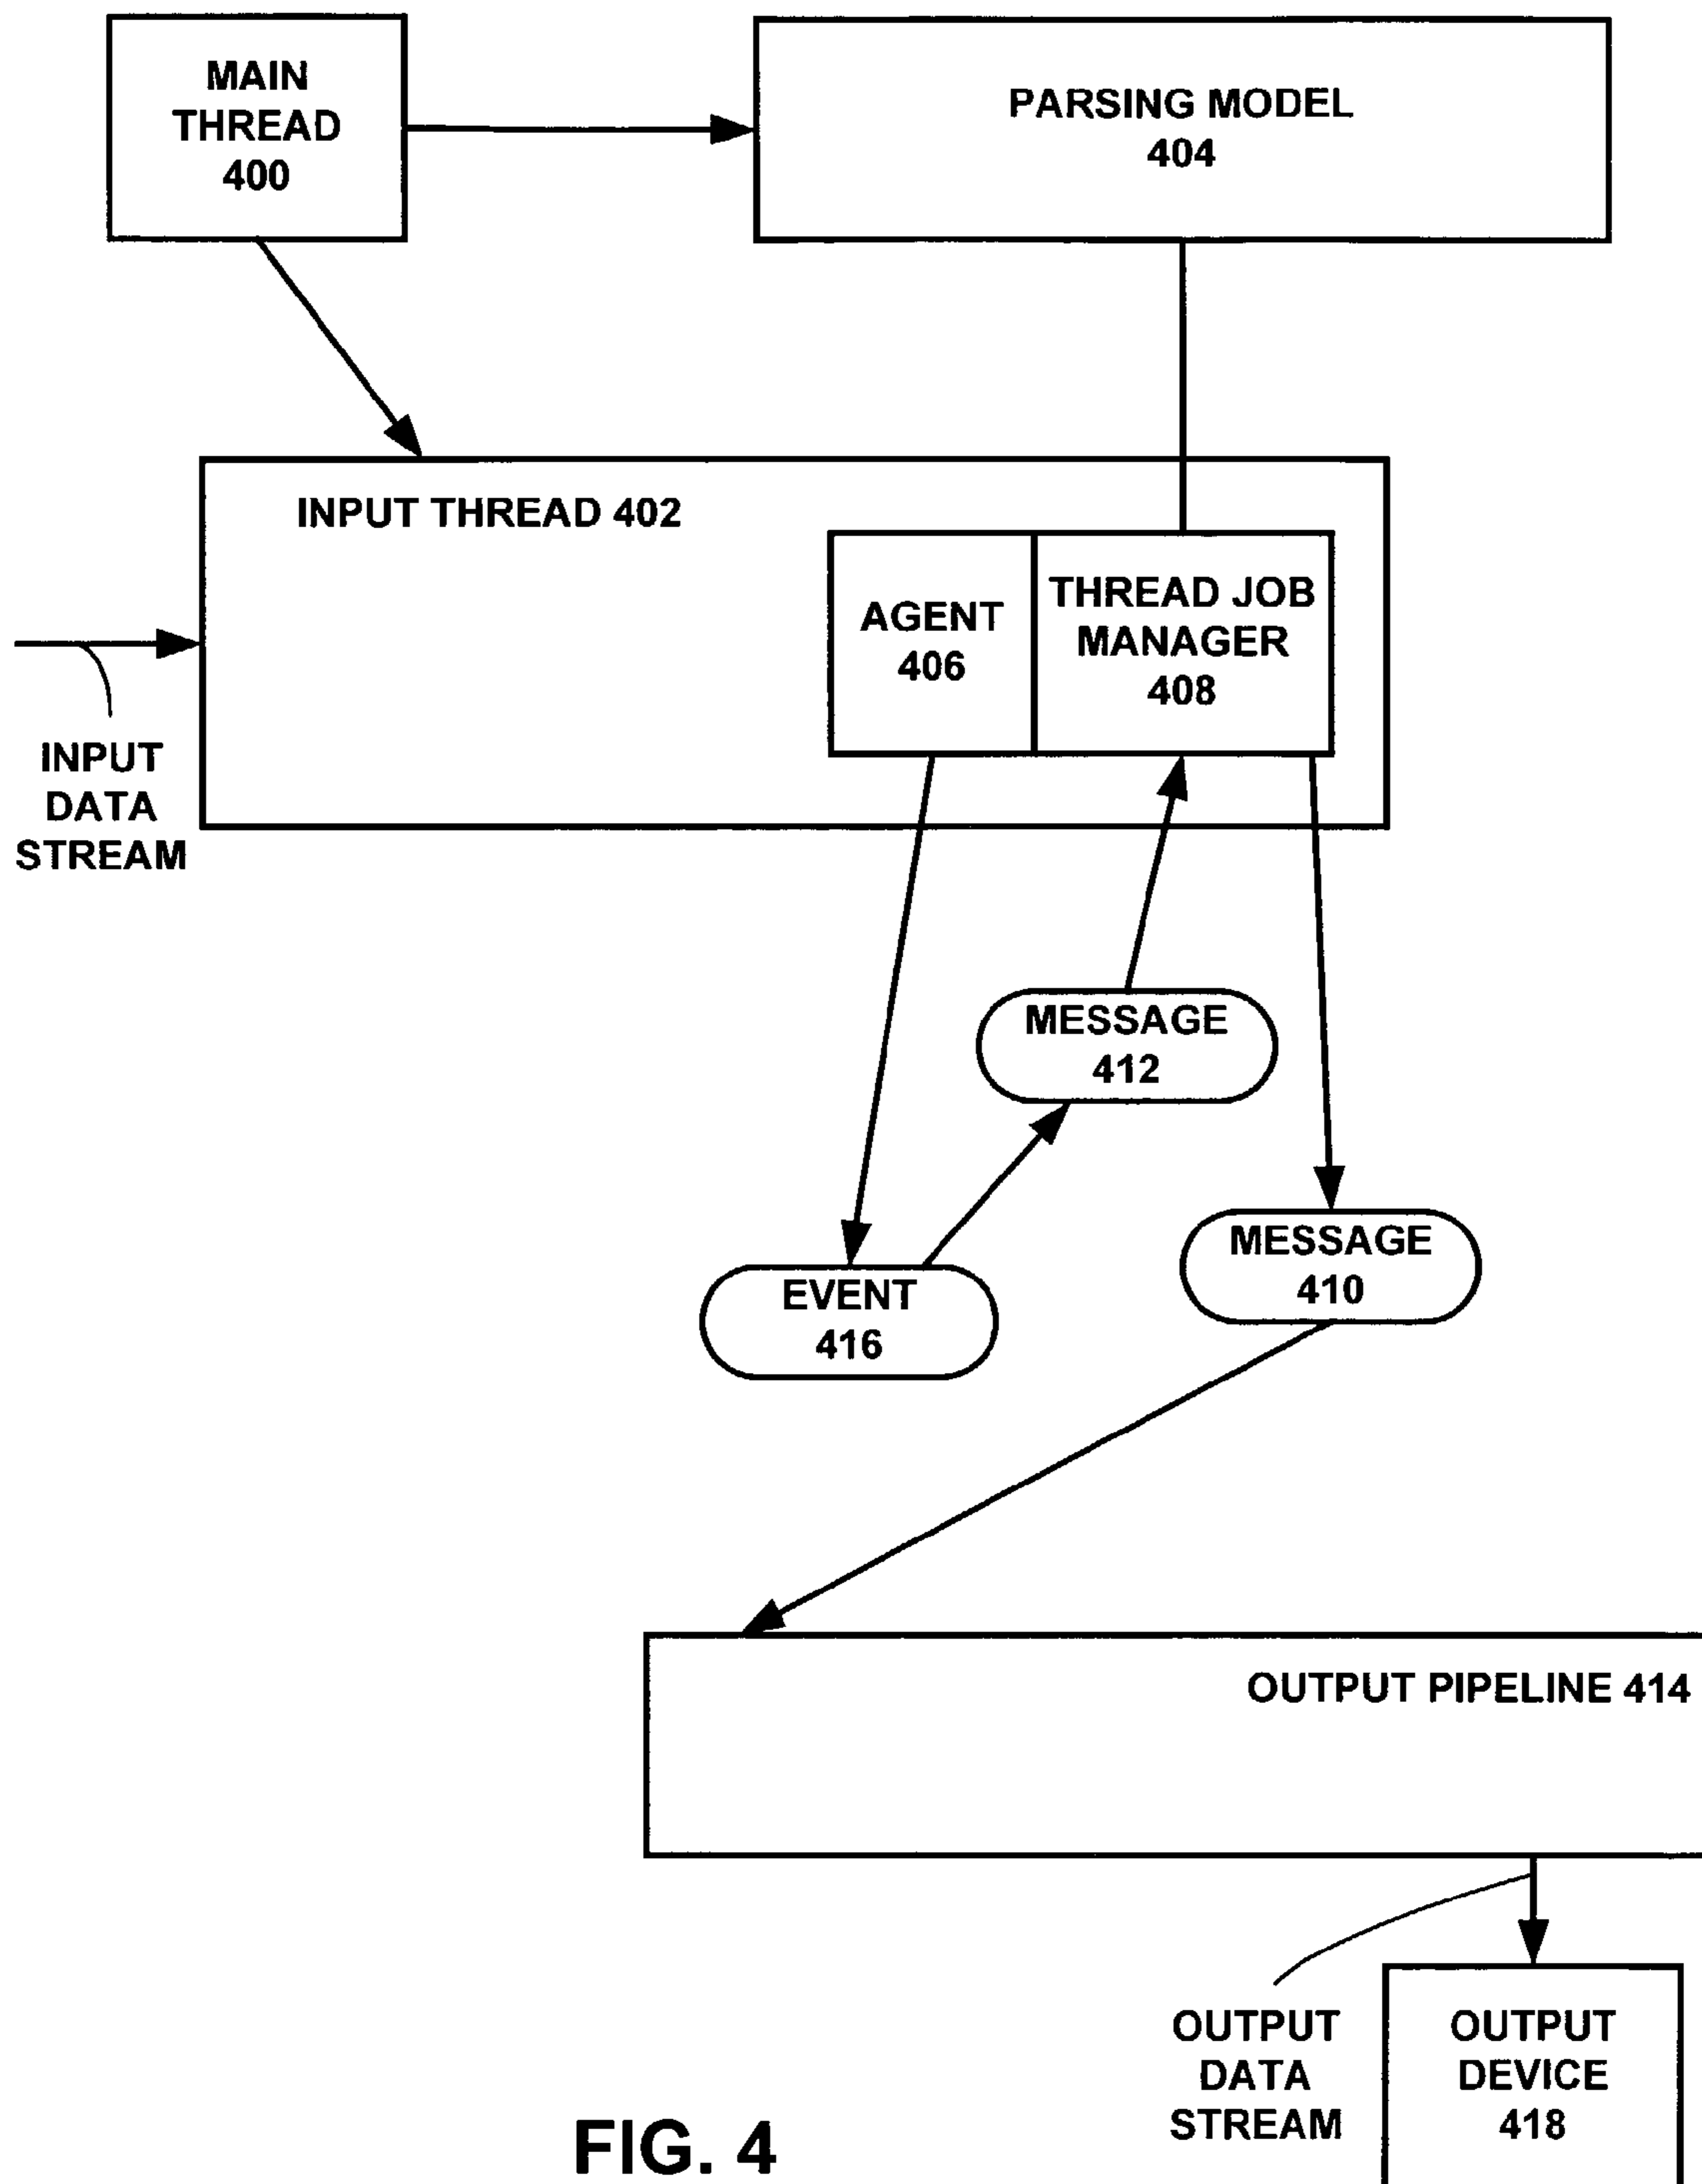 MAIN
THREAD
400
PARSING MODEL
404
INPUT THREAD 402
AGENT
406
THREAD JOB
MANAGER
408
INPUT
DATA
STREAM
MESSAGE
412
MESSAGE
410
EVENT
416
OUTPUT PIPELINE 414
OUTPUT
DATA
STREAM
OUTPUT
DEVICE
418
FIG. 4